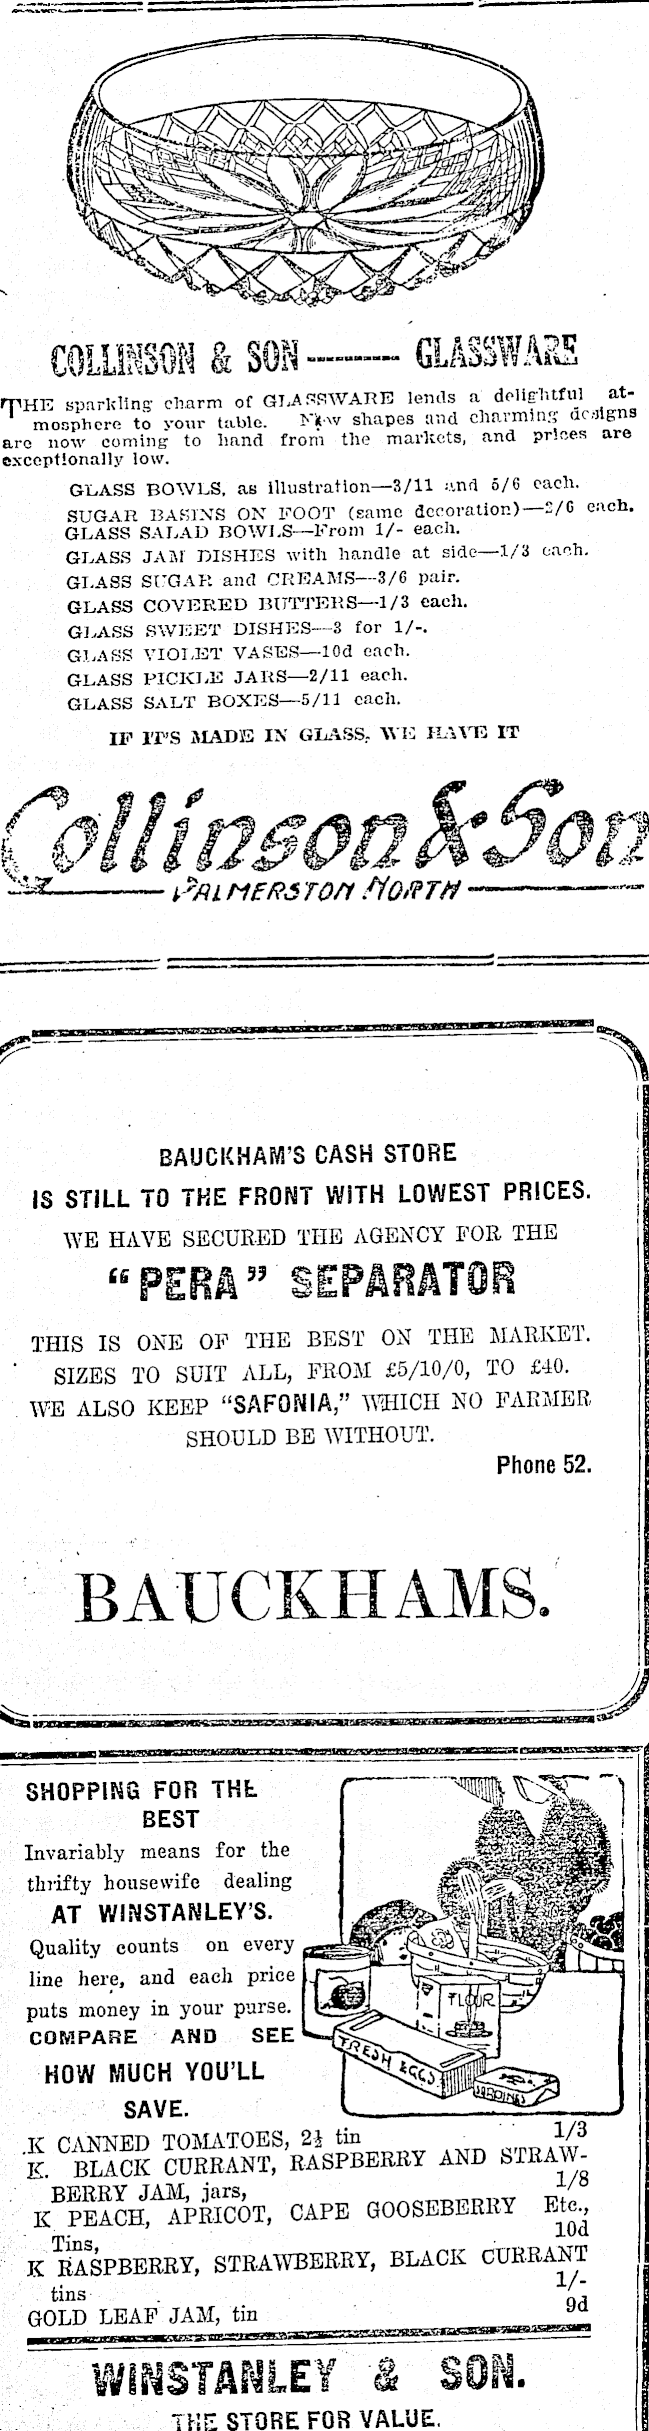 COLLINSON & SON GLASSWARE
THE sparkling charm of GLASSWARE lends a delightful at-
mosphere to your table. New shapes and charming designs
are now coming to hand from the markets, and prices are
exceptionally low.
GLASS BOWLS, as illustration—3/11 and 5/6 each.
SUGAR BASINS ON FOOT (same decoration)—2/6 each.
GLASS SALAD BOWLS—From 1/- each.
GLASS JAM DISHES with handle at side—1/3 each.
GLASS SUGAR and CREAMS—3/6 pair.
GLASS COVERED BUTTERS—1/3 each.
GLASS SWEET DISHES—3 for 1/-.
GLASS VIOLET VASES—10d each.
GLASS PICKLE JARS—2/11 each.
GLASS SALT BOXES—5/11 each.
IF IT'S MADE IN GLASS, WE HAVE IT
Collinson & Son
PALMERSTON NORTH
BAUCKHAM'S CASH STORE
IS STILL TO THE FRONT WITH LOWEST PRICES.
WE HAVE SECURED THE AGENCY FOR THE
"PERA" SEPARATOR
THIS IS ONE OF THE BEST ON THE MARKET.
SIZES TO SUIT ALL, FROM £5/10/0, TO £40.
WE ALSO KEEP "SAFONIA," WHICH NO FARMER
SHOULD BE WITHOUT.
Phone 52.
BAUCKHAMS.
SHOPPING FOR THE
BEST
Invariably means for the
thrifty housewife dealing
AT WINSTANLEY'S.
Quality counts on every
line here, and each price
puts money in your purse.
COMPARE AND SEE
HOW MUCH YOU'LL
SAVE.
FLOUR
FRESH EGGS
SARDINES
K CANNED TOMATOES, 2½ tin 1/3
K. BLACK CURRANT, RASPBERRY AND STRAW-
BERRY JAM, jars, 1/8
K PEACH, APRICOT, CAPE GOOSEBERRY Etc.,
Tins, 10d
K RASPBERRY, STRAWBERRY, BLACK CURRANT
tins 1/-
GOLD LEAF JAM, tin 9d
WINSTANLEY & SON.
THE STORE FOR VALUE.